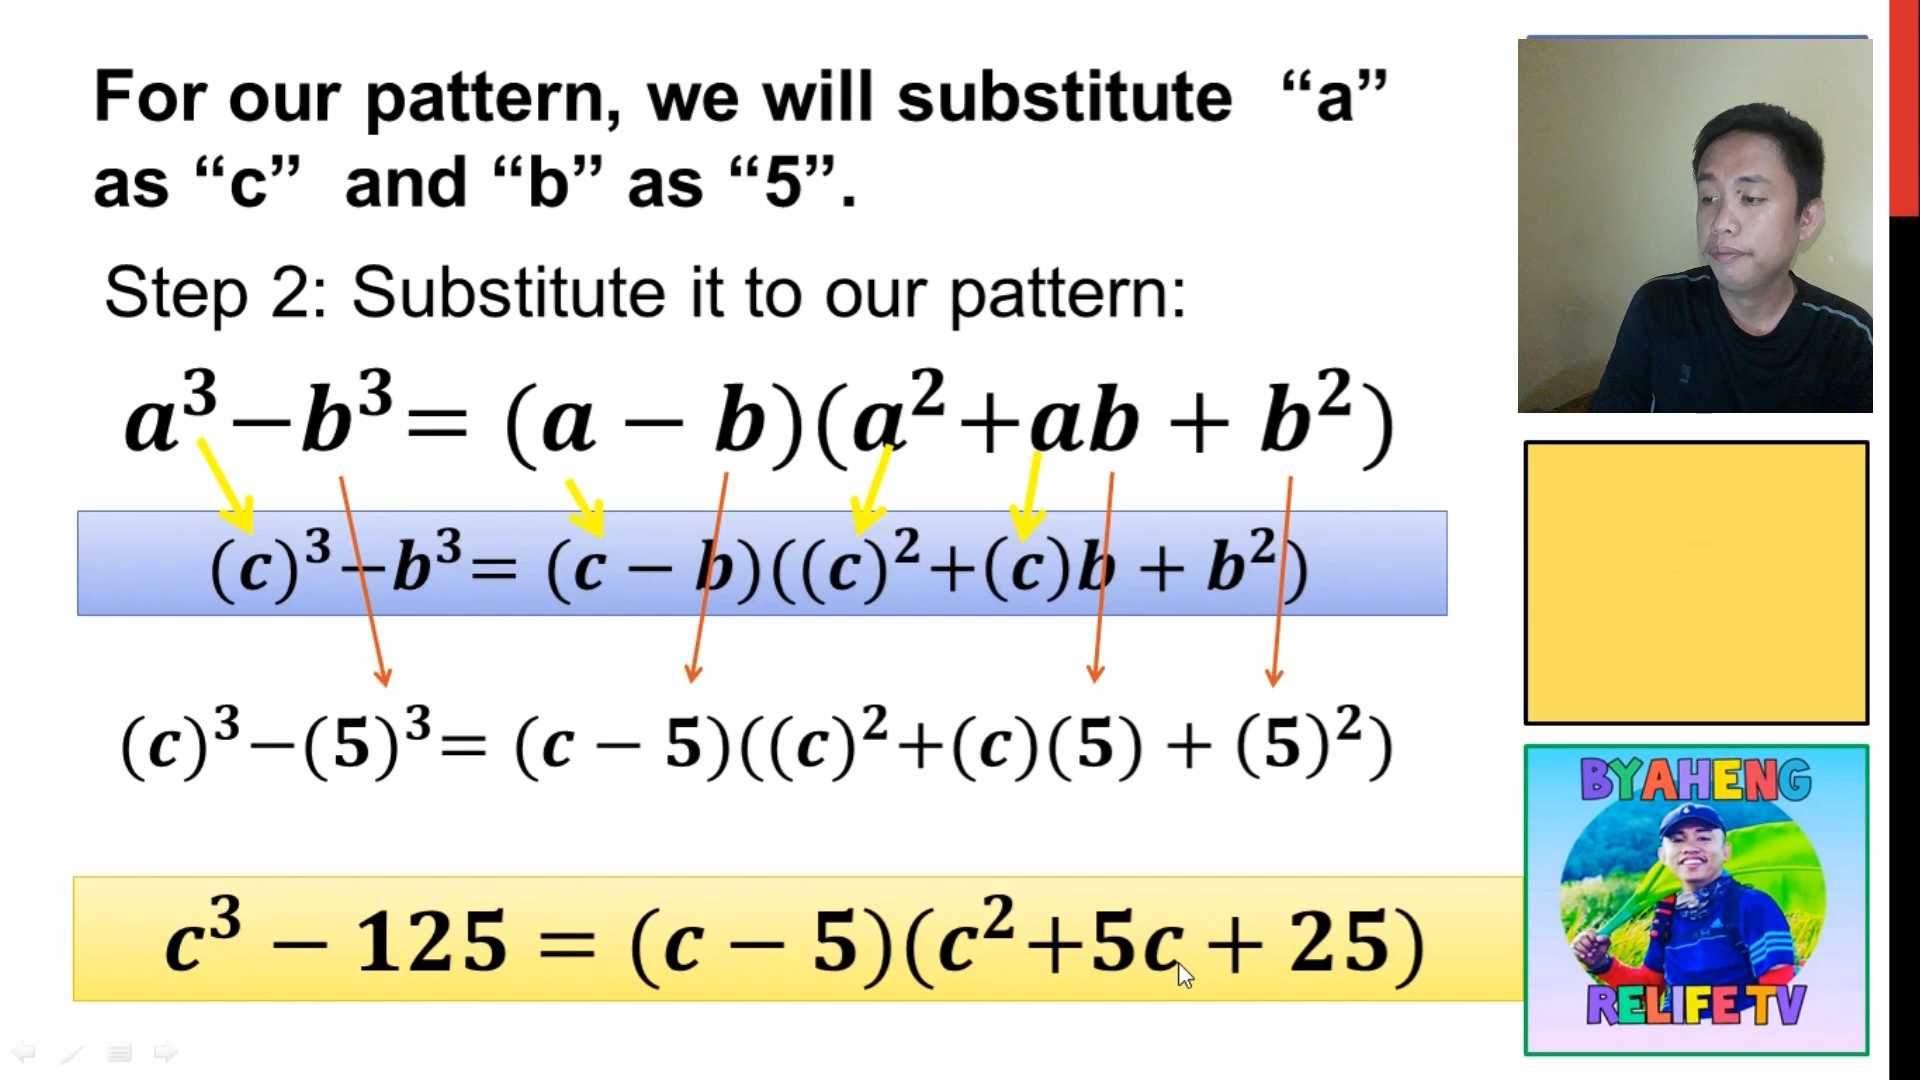 For our pattern, we will substitute “a”
as “c” and “b” as “5”.
Step 2: Substitute it to our pattern:
a³−b³= (a − b)(a²+ab + b²)
(c)³−b³= (c − b)((c)²+(c)b + b²)
(c)³−(5)³= (c − 5)((c)²+(c)(5) + (5)²)
c³ − 125 = (c − 5)(c²+5c + 25)
BYAHENG
RELIFE TV